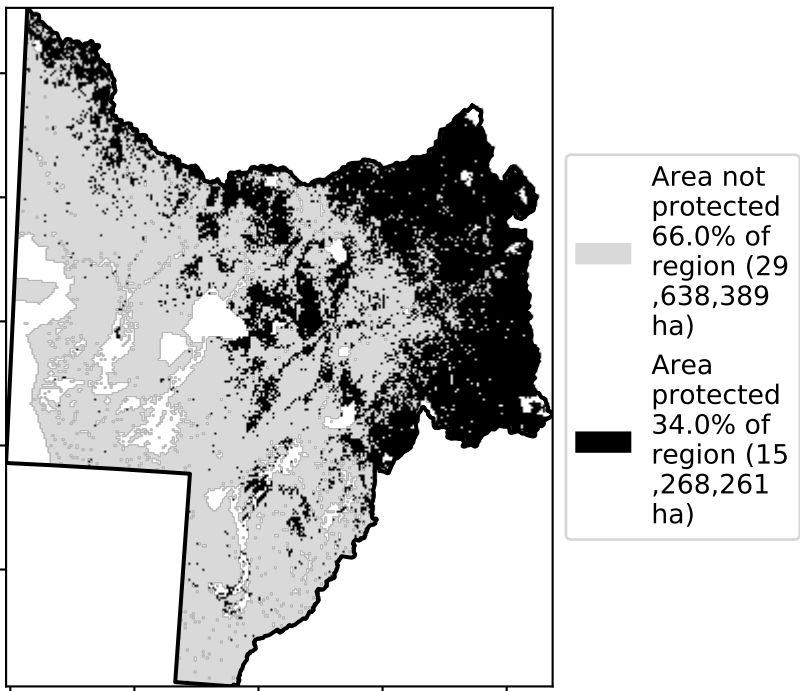 Area not
protected
66.0% of
region (29
,638,389
ha)
Area
protected
34.0% of
region (15
,268,261
ha)